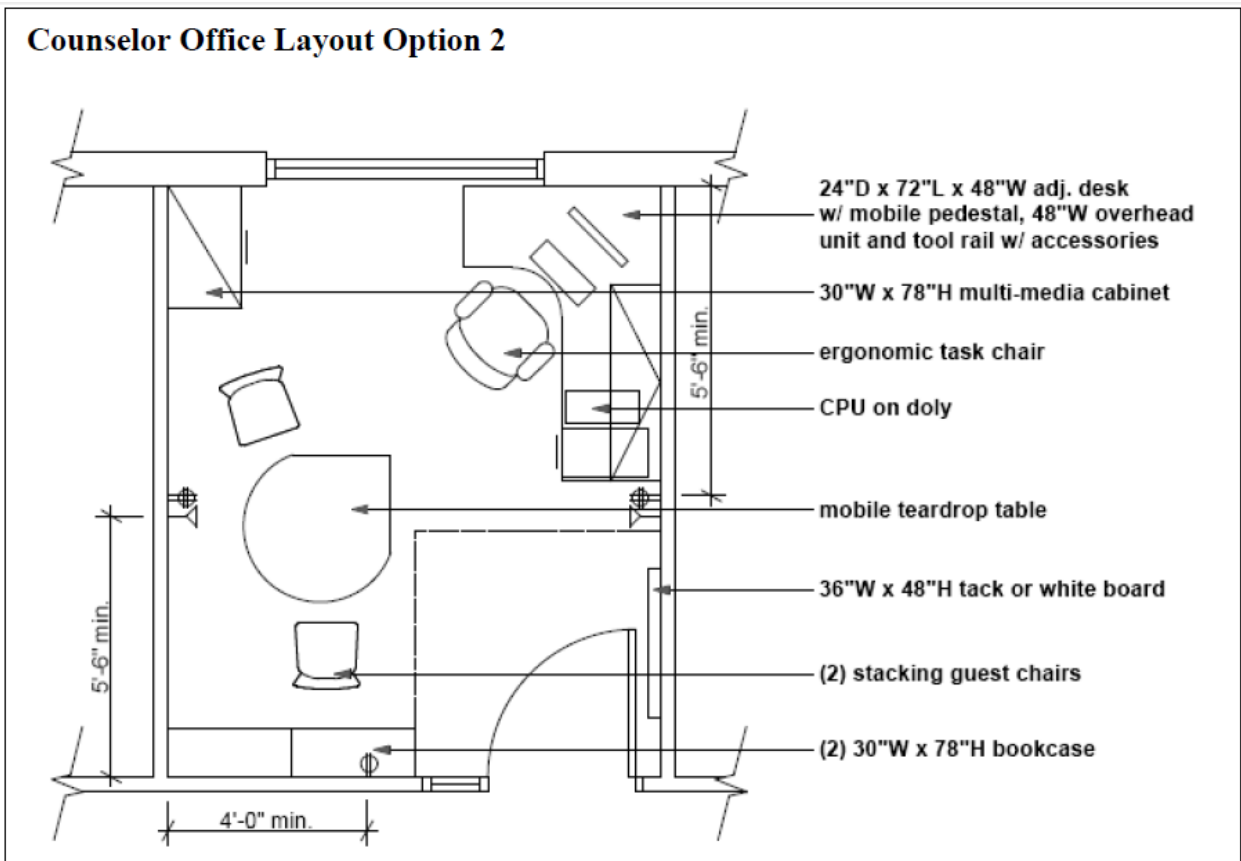 Counselor Office Layout Option 2
24"D x 72"L x 48"W adj. desk
w/ mobile pedestal, 48"W overhead
unit and tool rail w/ accessories
30"W x 78"H multi-media cabinet
5'-6" min.
ergonomic task chair
CPU on doly
mobile teardrop table
36"W x 48"H tack or white board
5'-6" min.
(2) stacking guest chairs
(2) 30"W x 78"H bookcase
4'-0" min.